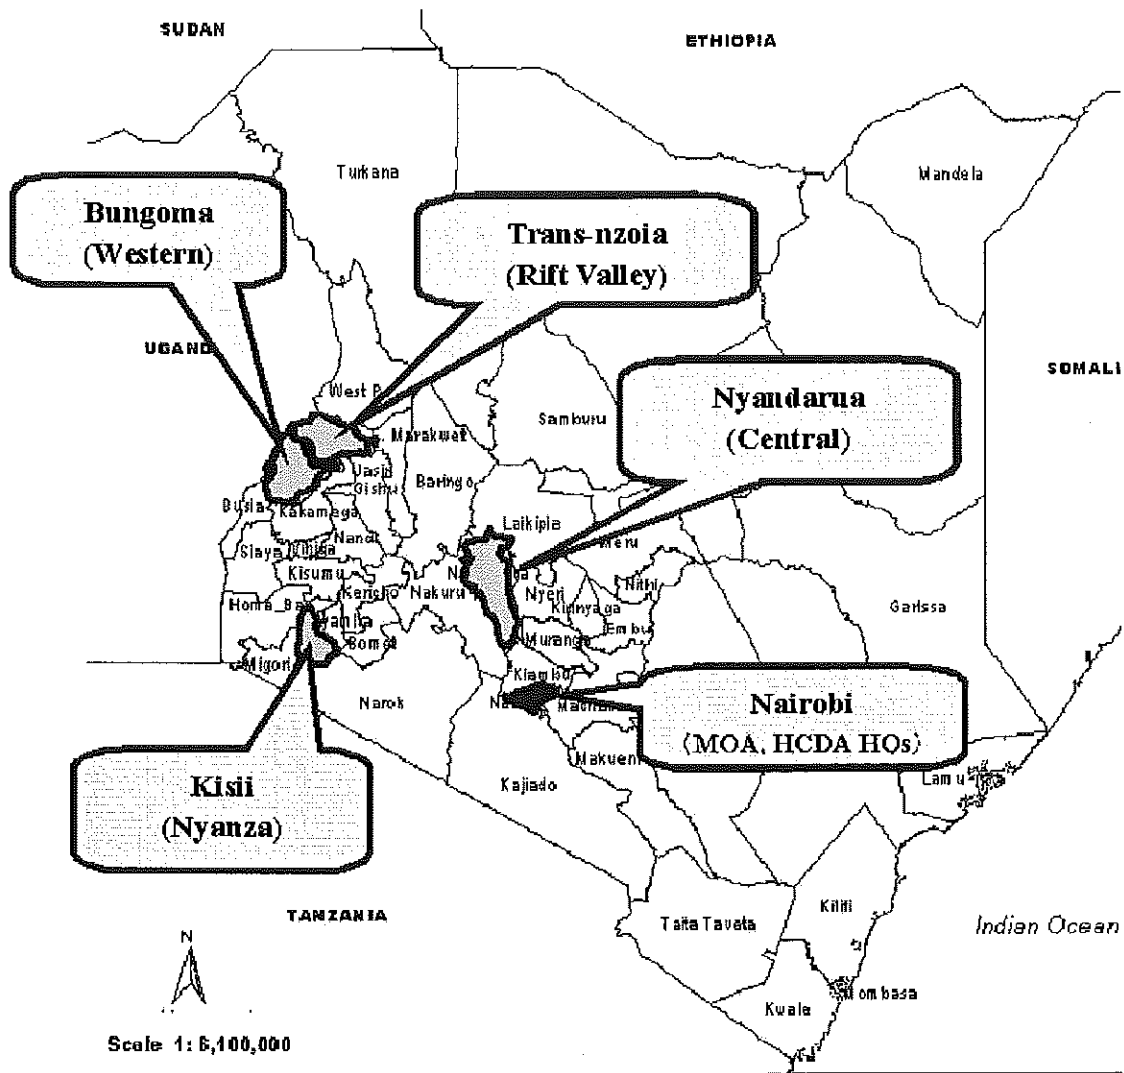 SUDAN
ETHIOPIA
Turkana
Mandela
Bungoma
(Western)
Trans-nzoia
(Rift Valley)
UGAND
SOMALI
West P
Nyandarua
(Central)
Samburu
Marakwet
Uasin
Gishu
Baringo
Busia
Kakamega
Laikipia
Nandi
Meru
Siaya
Vihiga
Kisumu
Nithi
Kericho
Nakuru
Nyeri
Homa_Ba
Kirinyaga
Garissa
Embu
Nyamira
Muranga
Bomet
Migori
Kiambu
Narok
Nairobi
(MOA, HCDA HQs)
Makueni
Kisii
(Nyanza)
Kajiado
Lamu
TANZANIA
Taita Taveta
Kilifi
Indian Ocean
N
Kwale
Mombasa
Scale 1: 6,100,000